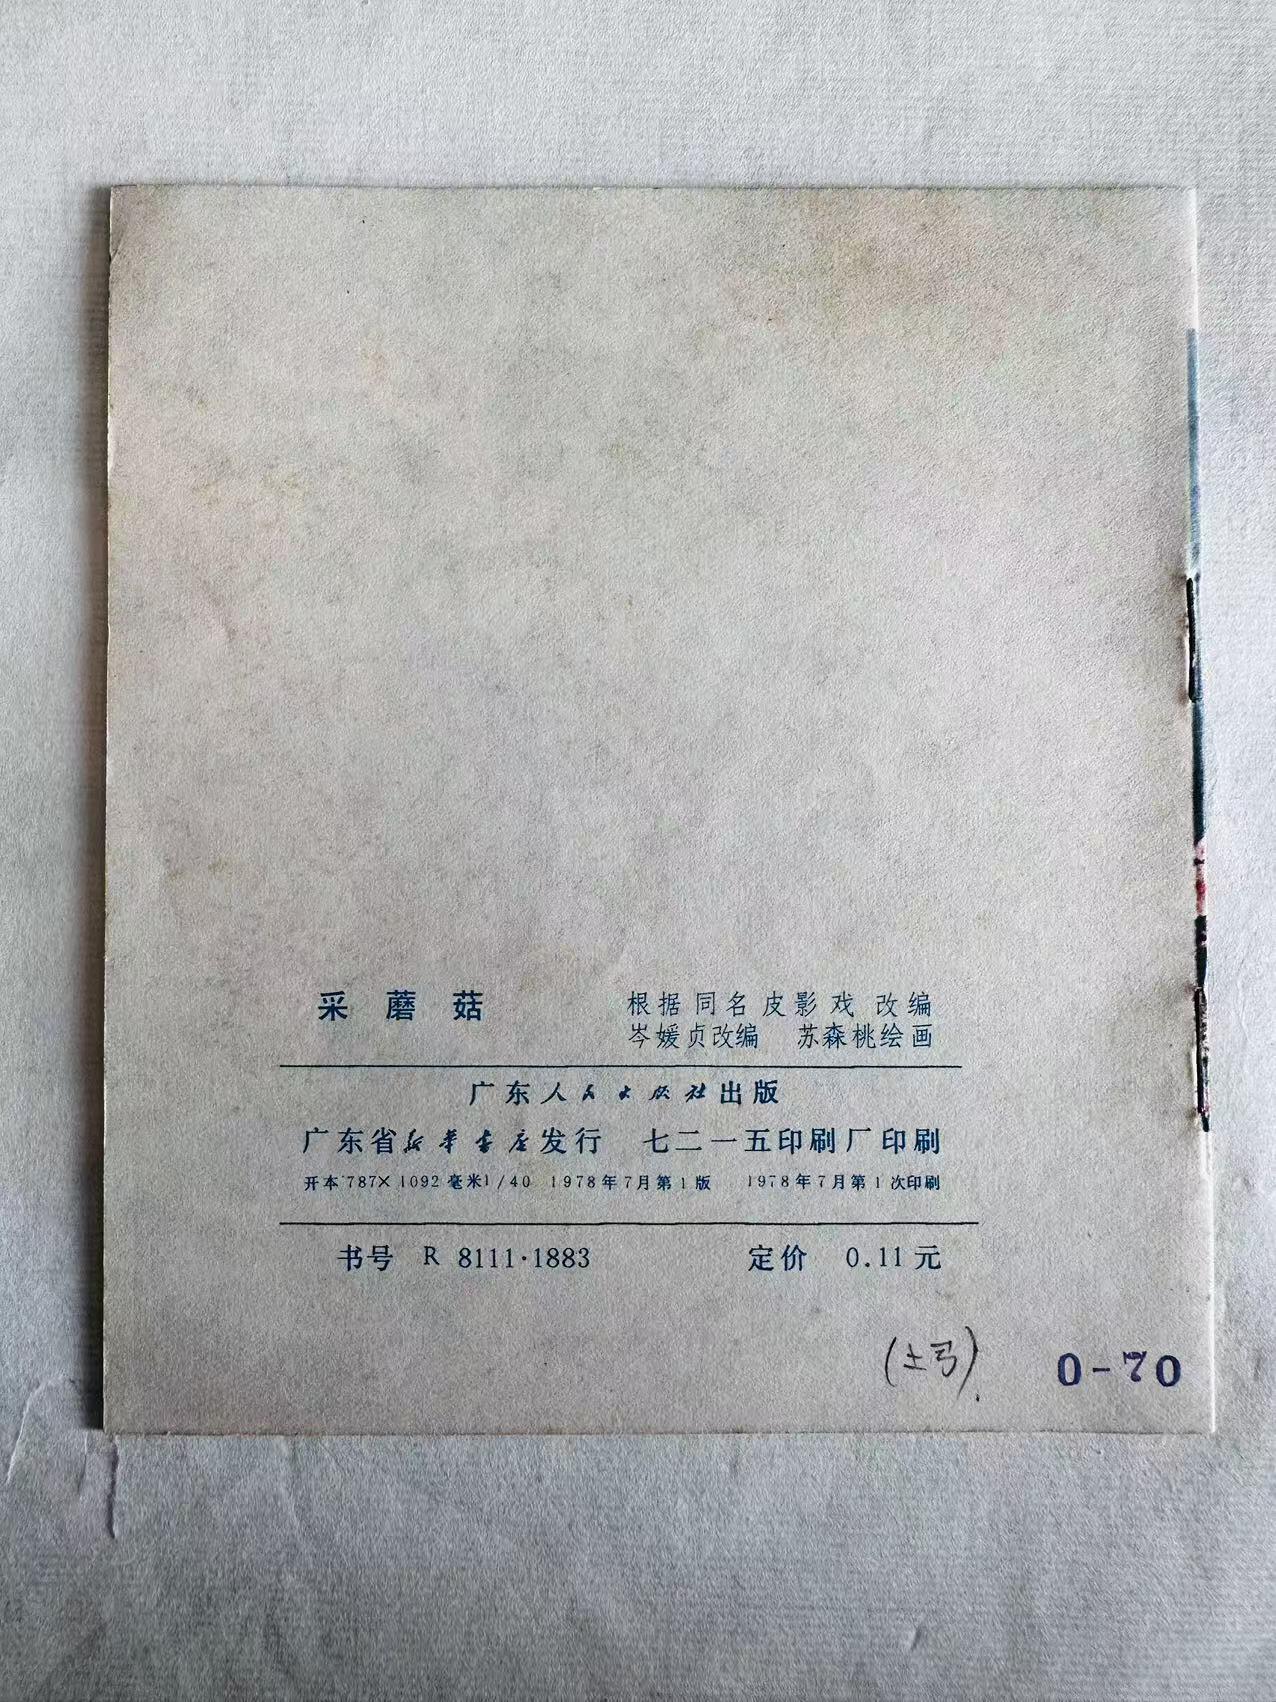 采蘑菇 根据同名皮影戏改编
岑媛贞改编 苏森桃绘画
广东人民出版社出版
广东省新华书店发行 七二一五印刷厂印刷
开本787×1092毫米1/40 1978年7月第1版 1978年7月第1次印刷
书号 R 8111·1883 定价 0.11元
0-70